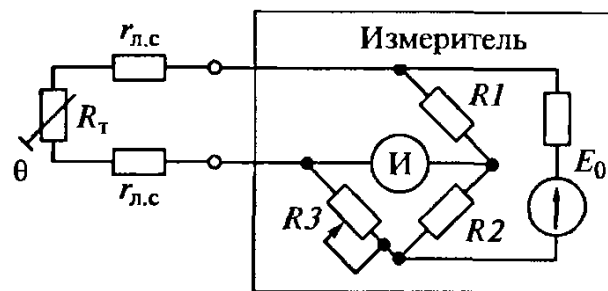 Измеритель
r л.с
R1
R т
θ
И
E 0
r л.с
R3
R2